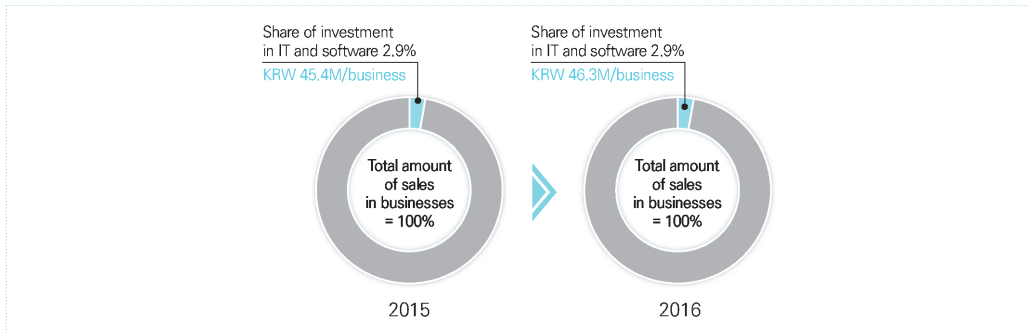 Share of investment
in IT and software 2.9%
KRW 45.4M/business
Total amount
of sales
in businesses
= 100%
2015
Share of investment
in IT and software 2.9%
KRW 46.3M/business
Total amount
of sales
in businesses
= 100%
2016